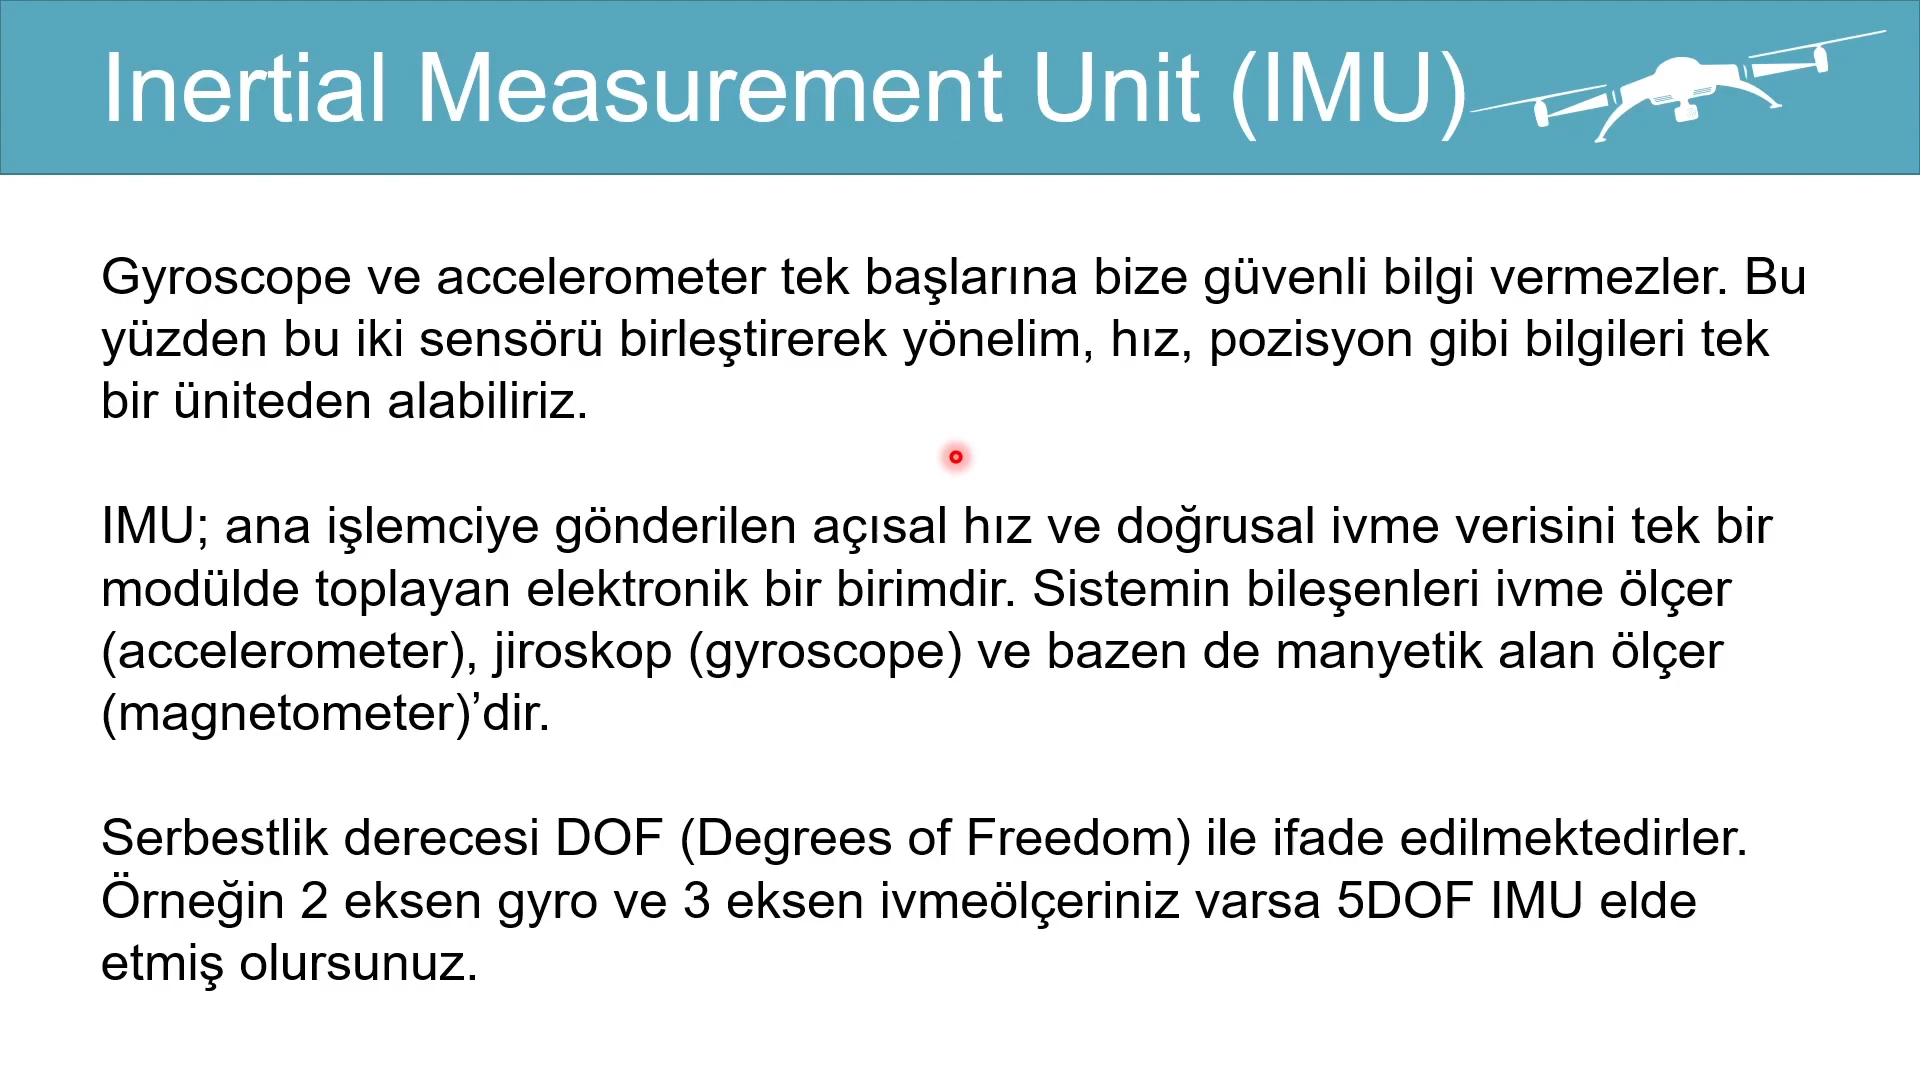 Inertial Measurement Unit (IMU)
Gyroscope ve accelerometer tek başlarına bize güvenli bilgi vermezler. Bu
yüzden bu iki sensörü birleştirerek yönelim, hız, pozisyon gibi bilgileri tek
bir üniteden alabiliriz.
IMU; ana işlemciye gönderilen açısal hız ve doğrusal ivme verisini tek bir
modülde toplayan elektronik bir birimdir. Sistemin bileşenleri ivme ölçer
(accelerometer), jiroskop (gyroscope) ve bazen de manyetik alan ölçer
(magnetometer)’dir.
Serbestlik derecesi DOF (Degrees of Freedom) ile ifade edilmektedirler.
Örneğin 2 eksen gyro ve 3 eksen ivmeölçeriniz varsa 5DOF IMU elde
etmiş olursunuz.